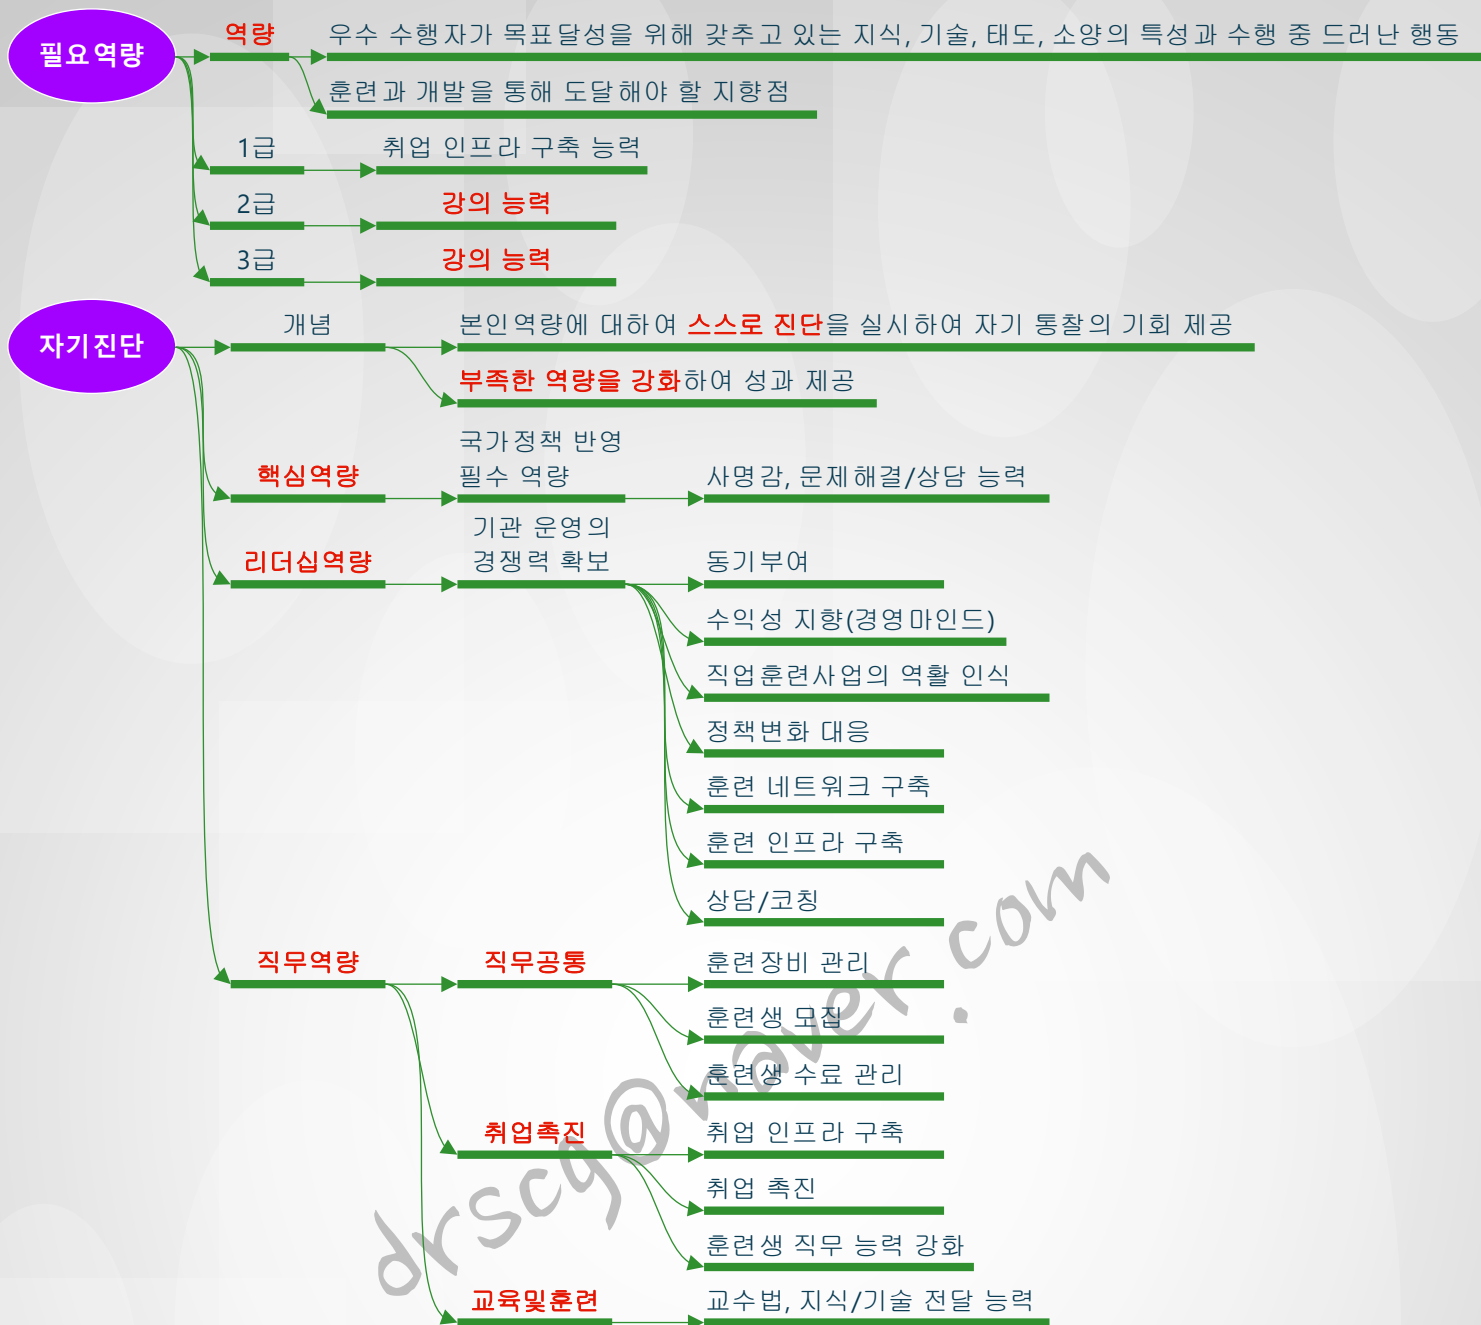 필요역량
역량
우수 수행자가 목표달성을 위해 갖추고 있는 지식, 기술, 태도, 소양의 특성과 수행 중 드러난 행동
훈련과 개발을 통해 도달해야 할 지향점
1급
취업 인프라 구축 능력
2급
강의 능력
3급
강의 능력
자기진단
개념
본인역량에 대하여 스스로 진단을 실시하여 자기 통찰의 기회 제공
부족한 역량을 강화하여 성과 제공
핵심역량
국가정책 반영
필수 역량
사명감, 문제해결/상담 능력
리더십역량
기관 운영의
경쟁력 확보
동기부여
수익성 지향(경영마인드)
직업훈련사업의 역활 인식
정책변화 대응
훈련 네트워크 구축
훈련 인프라 구축
상담/코칭
직무역량
직무공통
훈련장비 관리
훈련생 모집
훈련생 수료 관리
취업촉진
취업 인프라 구축
취업 촉진
훈련생 직무 능력 강화
교육및훈련
교수법, 지식/기술 전달 능력
drscg@naver.com